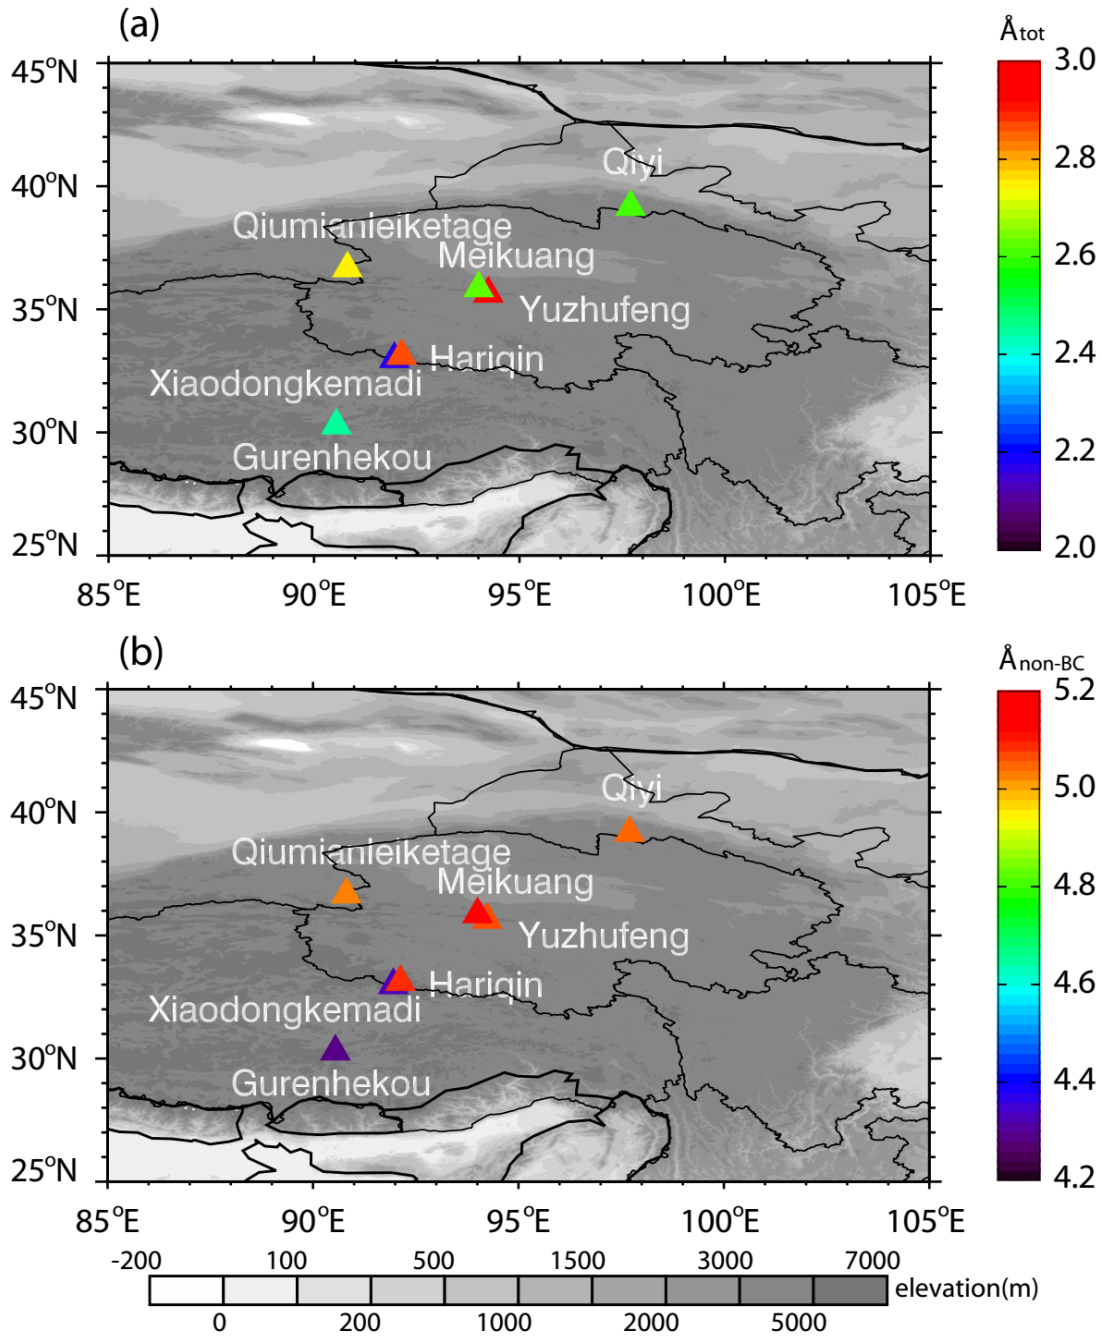 (a)
Åtot
45°N
40°N
35°N
30°N
25°N
Qiyi
Qiumianleiketage
Meikuang
Yuzhufeng
Hariqin
Xiaodongkemadi
Gurenhekou
3.0
2.8
2.6
2.4
2.2
2.0
85°E 90°E 95°E 100°E 105°E
(b)
Ånon-BC
45°N
40°N
35°N
30°N
25°N
Qiyi
Qiumianleiketage
Meikuang
Yuzhufeng
Hariqin
Xiaodongkemadi
Gurenhekou
5.2
5.0
4.8
4.6
4.4
4.2
85°E 90°E 95°E 100°E 105°E
-200 100 500 1500 3000 7000
elevation(m)
0 200 1000 2000 5000